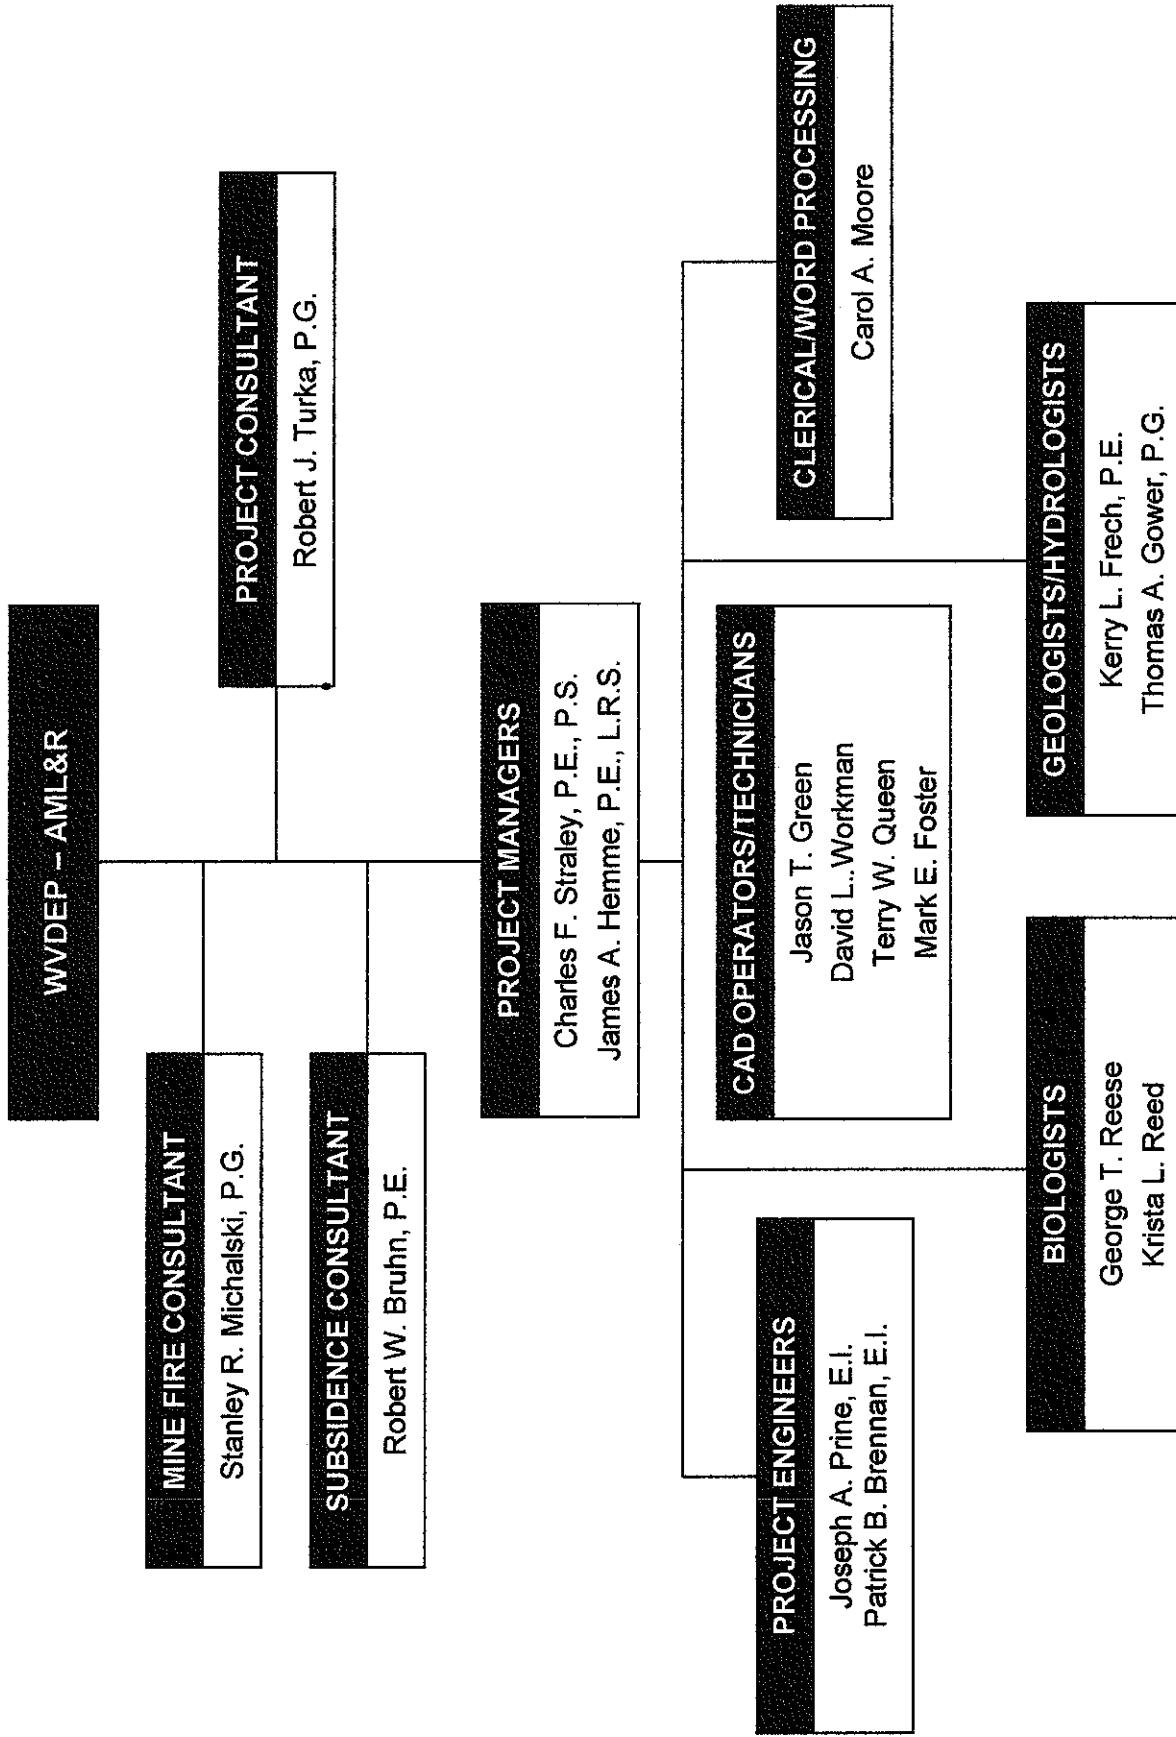 WVDEP – AML&R
MINE FIRE CONSULTANT
Stanley R. Michalski, P.G.
PROJECT CONSULTANT
Robert J. Turka, P.G.
SUBSIDENCE CONSULTANT
Robert W. Bruhn, P.E.
PROJECT MANAGERS
Charles F. Straley, P.E., P.S.
James A. Hemme, P.E., L.R.S.
PROJECT ENGINEERS
Joseph A. Prine, E.I.
Patrick B. Brennan, E.I.
CAD OPERATORS/TECHNICIANS
Jason T. Green
David L. Workman
Terry W. Queen
Mark E. Foster
CLERICAL/WORD PROCESSING
Carol A. Moore
BIOLOGISTS
George T. Reese
Krista L. Reed
GEOLOGISTS/HYDROLOGISTS
Kerry L. Frech, P.E.
Thomas A. Gower, P.G.